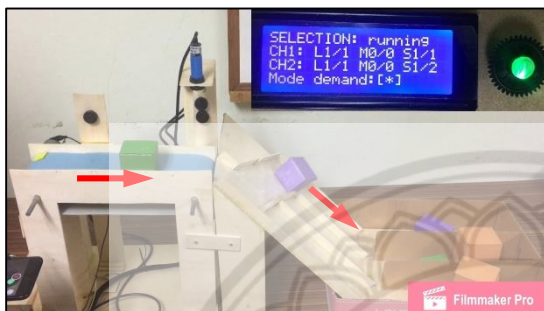 SELECTION: running
CH1: L1/1 M0/0 S1/1
CH2: L1/1 M0/0 S1/2
Mode demand:[*]
Filmmaker Pro